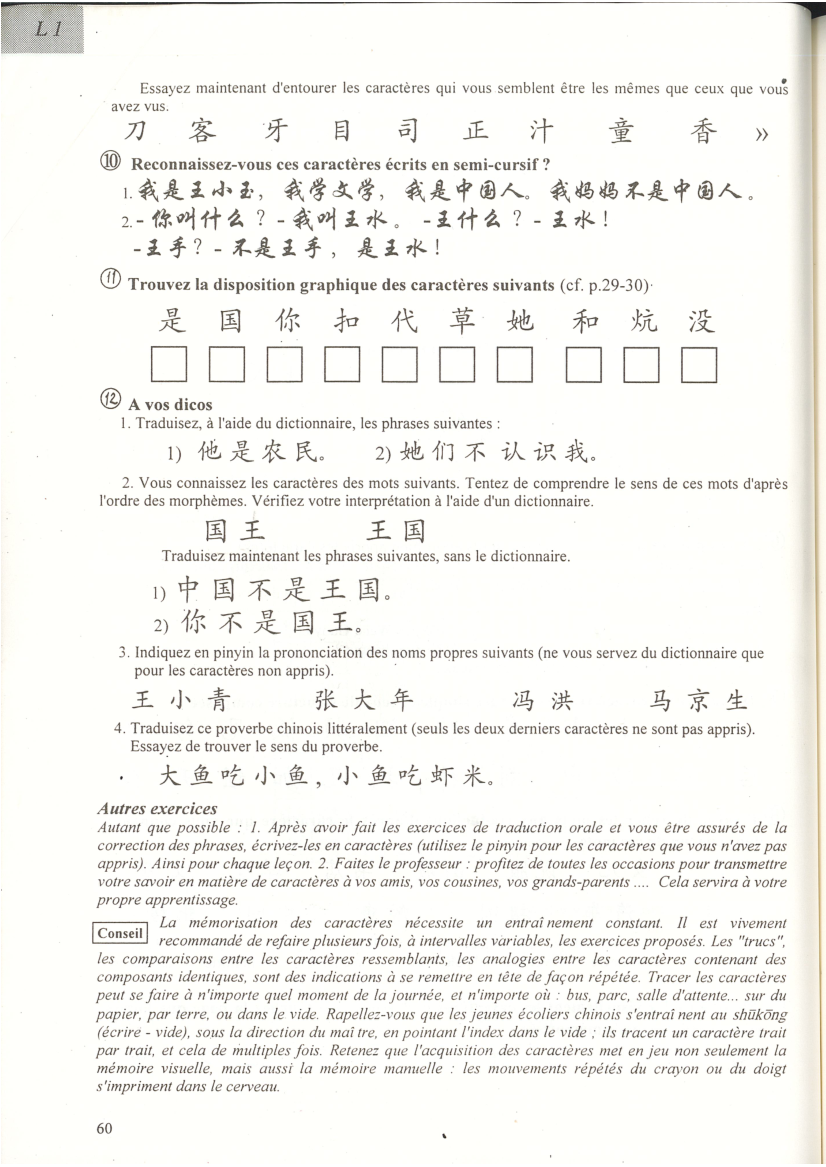 L 1
Essayez maintenant d'entourer les caractères qui vous semblent être les mêmes que ceux que vous
avez vus.
刀 客 牙 目 司 正 汁 童 香 »
⑩ Reconnaissez-vous ces caractères écrits en semi-cursif ?
1. 我是王小玉, 我学文学, 我是中国人。我妈妈不是中国人。
2. - 你叫什么? - 我叫王水。 -王什么? - 王水!
-王手? - 不是王手, 是王水!
⑪ Trouvez la disposition graphique des caractères suivants (cf. p.29-30)
是 国 你 扣 代 草 她 和 炕 没
⑫ A vos dicos
1. Traduisez, à l'aide du dictionnaire, les phrases suivantes :
1) 他是农民。 2) 她们不认识我。
2. Vous connaissez les caractères des mots suivants. Tentez de comprendre le sens de ces mots d'après
l'ordre des morphèmes. Vérifiez votre interprétation à l'aide d'un dictionnaire.
国王 王国
Traduisez maintenant les phrases suivantes, sans le dictionnaire.
1) 中国不是王国。
2) 你不是国王。
3. Indiquez en pinyin la prononciation des noms propres suivants (ne vous servez du dictionnaire que
pour les caractères non appris).
王小青 张大年 冯洪 马京生
4. Traduisez ce proverbe chinois littéralement (seuls les deux derniers caractères ne sont pas appris).
Essayez de trouver le sens du proverbe.
大鱼吃小鱼, 小鱼吃虾米。
Autres exercices
Autant que possible : 1. Après avoir fait les exercices de traduction orale et vous être assurés de la
correction des phrases, écrivez-les en caractères (utilisez le pinyin pour les caractères que vous n'avez pas
appris). Ainsi pour chaque leçon. 2. Faites le professeur : profitez de toutes les occasions pour transmettre
votre savoir en matière de caractères à vos amis, vos cousines, vos grands-parents .... Cela servira à votre
propre apprentissage.
Conseil La mémorisation des caractères nécessite un entraînement constant. Il est vivement
recommandé de refaire plusieurs fois, à intervalles variables, les exercices proposés. Les "trucs",
les comparaisons entre les caractères ressemblants, les analogies entre les caractères contenant des
composants identiques, sont des indications à se remettre en tête de façon répétée. Tracer les caractères
peut se faire à n'importe quel moment de la journée, et n'importe où : bus, parc, salle d'attente... sur du
papier, par terre, ou dans le vide. Rapellez-vous que les jeunes écoliers chinois s'entraînent au shūkōng
(écrire - vide), sous la direction du maître, en pointant l'index dans le vide ; ils tracent un caractère trait
par trait, et cela de multiples fois. Retenez que l'acquisition des caractères met en jeu non seulement la
mémoire visuelle, mais aussi la mémoire manuelle : les mouvements répétés du crayon ou du doigt
s'impriment dans le cerveau.
60